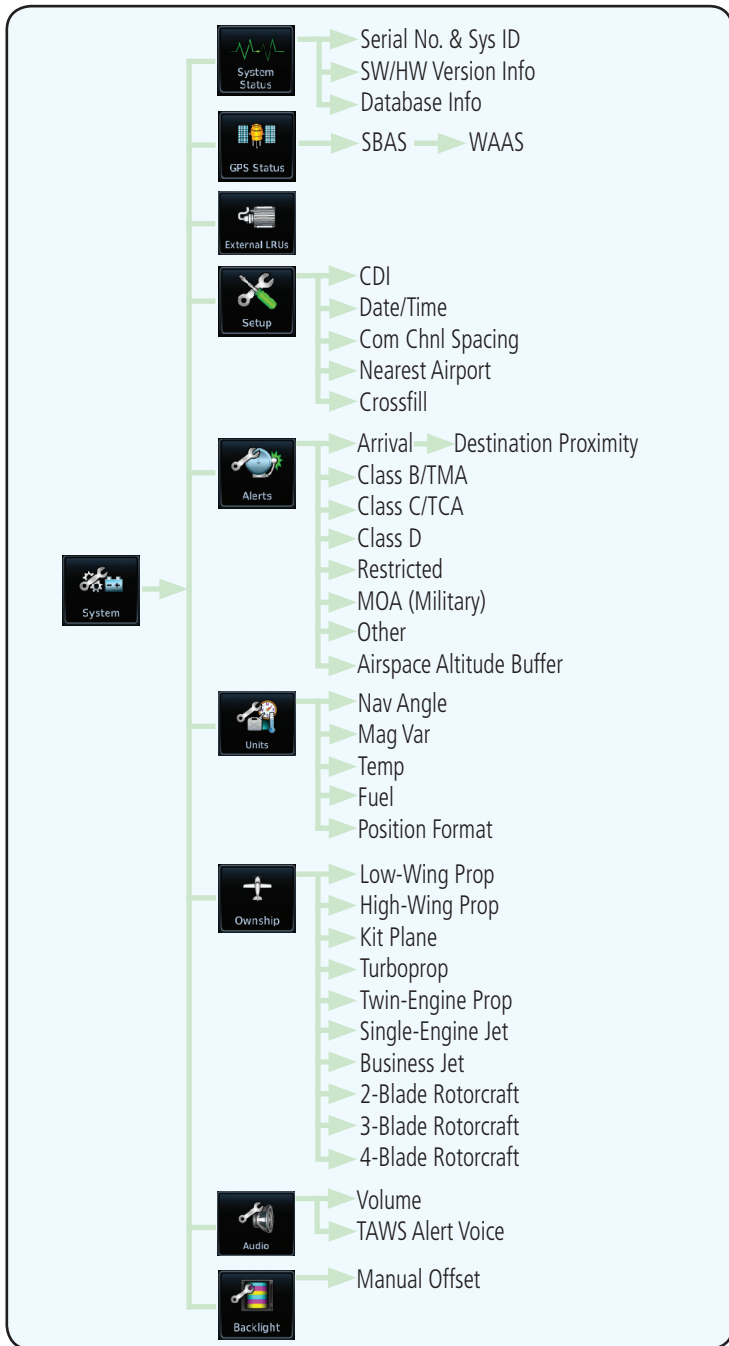 System
System
Status
Serial No. & Sys ID
SW/HW Version Info
Database Info
GPS Status
SBAS
WAAS
External LRUs
Setup
CDI
Date/Time
Com Chnl Spacing
Nearest Airport
Crossfill
Alerts
Arrival
Destination Proximity
Class B/TMA
Class C/TCA
Class D
Restricted
MOA (Military)
Other
Airspace Altitude Buffer
Units
Nav Angle
Mag Var
Temp
Fuel
Position Format
Ownship
Low-Wing Prop
High-Wing Prop
Kit Plane
Turboprop
Twin-Engine Prop
Single-Engine Jet
Business Jet
2-Blade Rotorcraft
3-Blade Rotorcraft
4-Blade Rotorcraft
Audio
Volume
TAWS Alert Voice
Backlight
Manual Offset